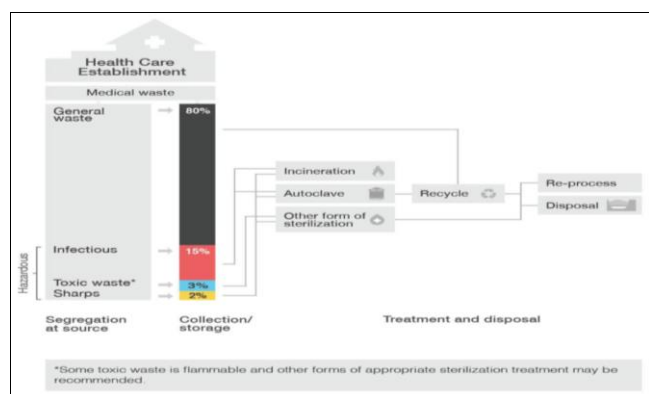 Health Care
Establishment
Medical waste
General
waste
80%
Incineration
Autoclave
Recycle
Re-process
Disposal
Other form of
sterilization
Hazardous
Infectious
15%
Toxic waste*
3%
Sharps
2%
Segregation
at source
Collection/
storage
Treatment and disposal
*Some toxic waste is flammable and other forms of appropriate sterilization treatment may be
recommended.